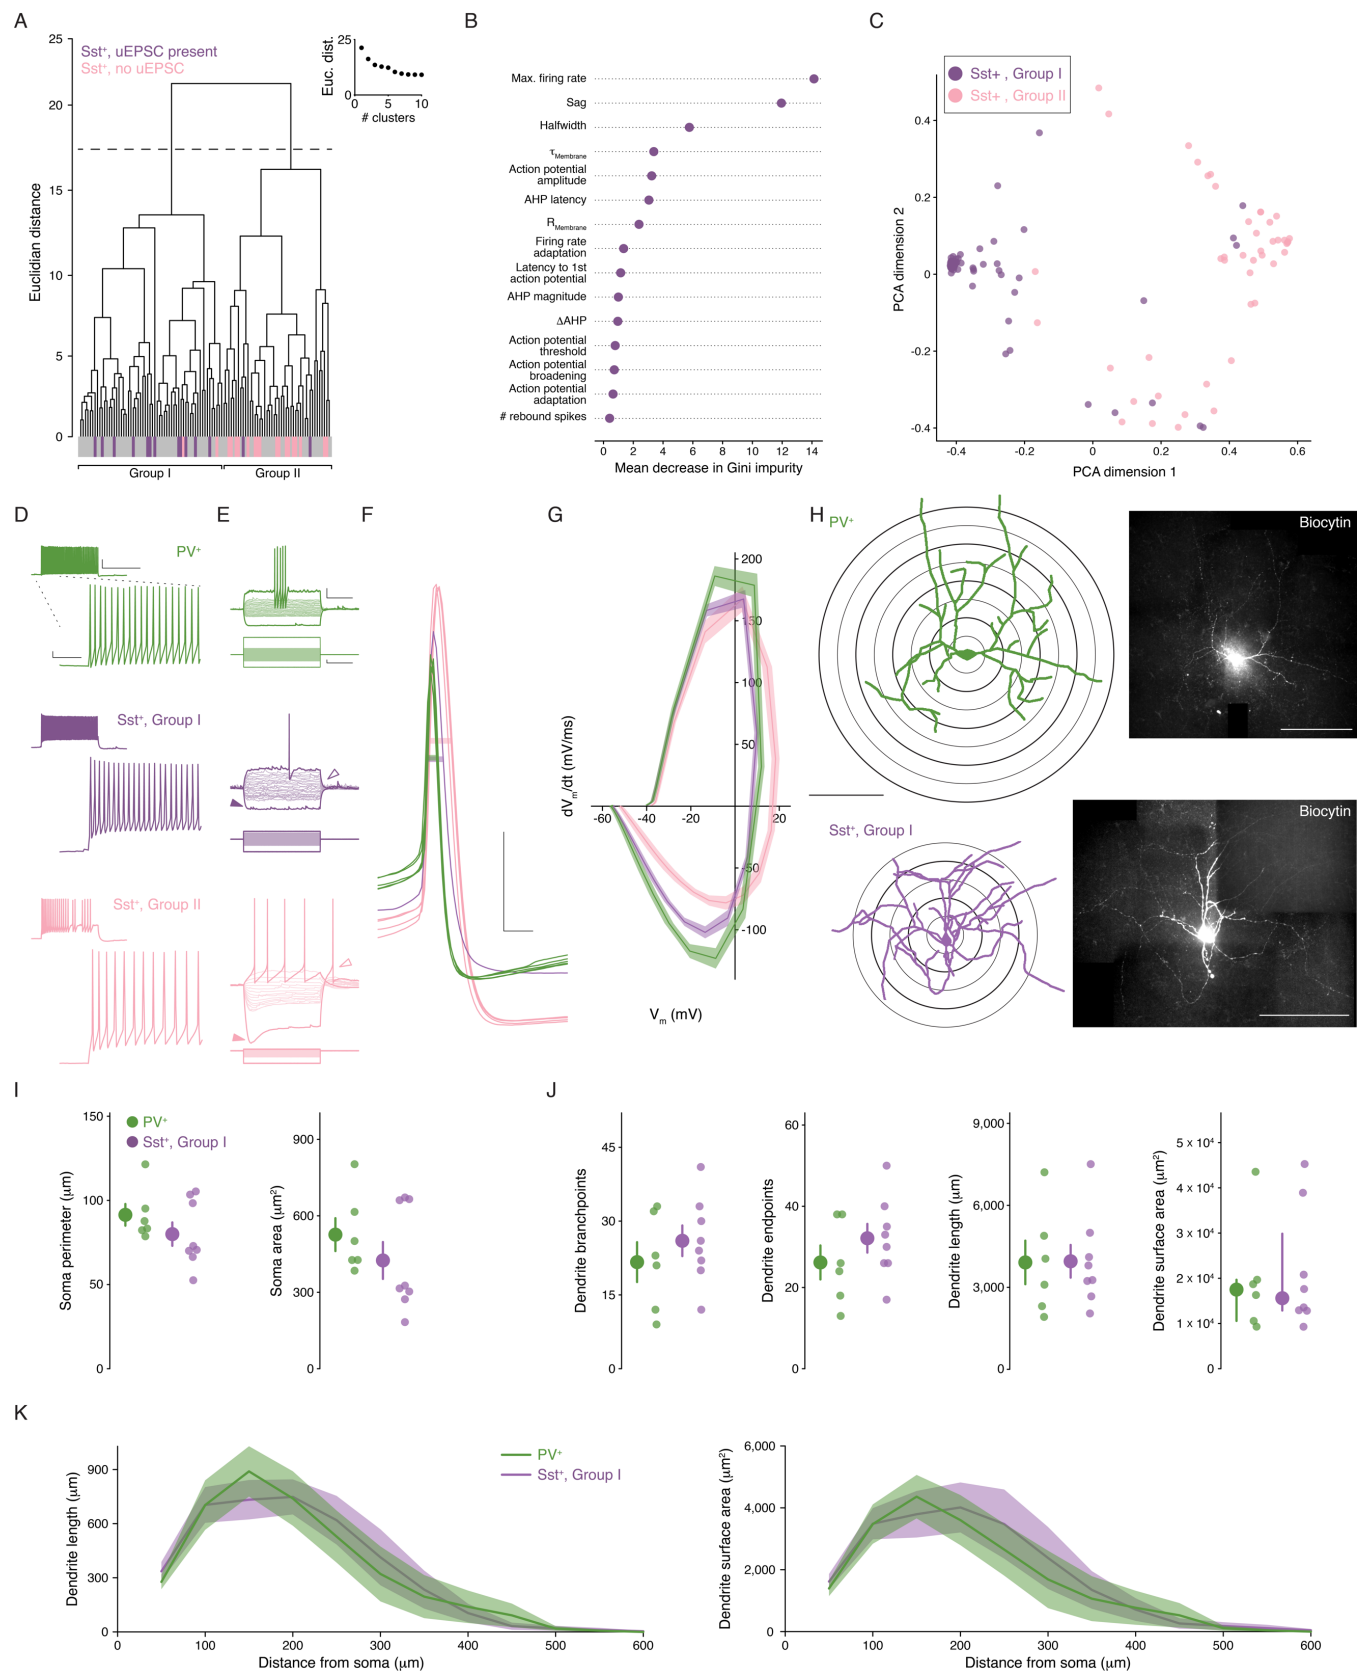 A
Sst⁺, uEPSC present
Sst⁺, no uEPSC
Euclidian distance
25
20
15
10
5
0
Group I
Group II
Euc. dist.
25
0
0
5
10
# clusters
B
Max. firing rate
Sag
Halfwidth
τMembrane
Action potential
amplitude
AHP latency
RMembrane
Firing rate
adaptation
Latency to 1st
action potential
AHP magnitude
ΔAHP
Action potential
threshold
Action potential
broadening
Action potential
adaptation
# rebound spikes
0 2 4 6 8 10 12 14
Mean decrease in Gini impurity
C
Sst+ , Group I
Sst+ , Group II
PCA dimension 2
0.4
0.2
0
-0.2
-0.4
-0.4 -0.2 0 0.2 0.4 0.6
PCA dimension 1
D
PV⁺
Sst⁺, Group I
Sst⁺, Group II
E
F
G
dVm/dt (mV/ms)
200
150
100
50
-50
-100
-60 -40 -20 20
Vm (mV)
H
PV⁺
Biocytin
Sst⁺, Group I
Biocytin
I
PV⁺
Sst⁺, Group I
Soma perimeter (μm)
150
100
50
0
Soma area (μm²)
900
600
300
0
J
Dendrite branchpoints
45
30
15
0
Dendrite endpoints
60
40
20
0
Dendrite length (μm)
9,000
6,000
3,000
0
Dendrite surface area (μm²)
5 x 10⁴
4 x 10⁴
3 x 10⁴
2 x 10⁴
1 x 10⁴
0
K
PV⁺
Sst⁺, Group I
Dendrite length (μm)
900
600
300
0
0 100 200 300 400 500 600
Distance from soma (μm)
Dendrite surface area (μm²)
6,000
4,000
2,000
0
0 100 200 300 400 500 600
Distance from soma (μm)